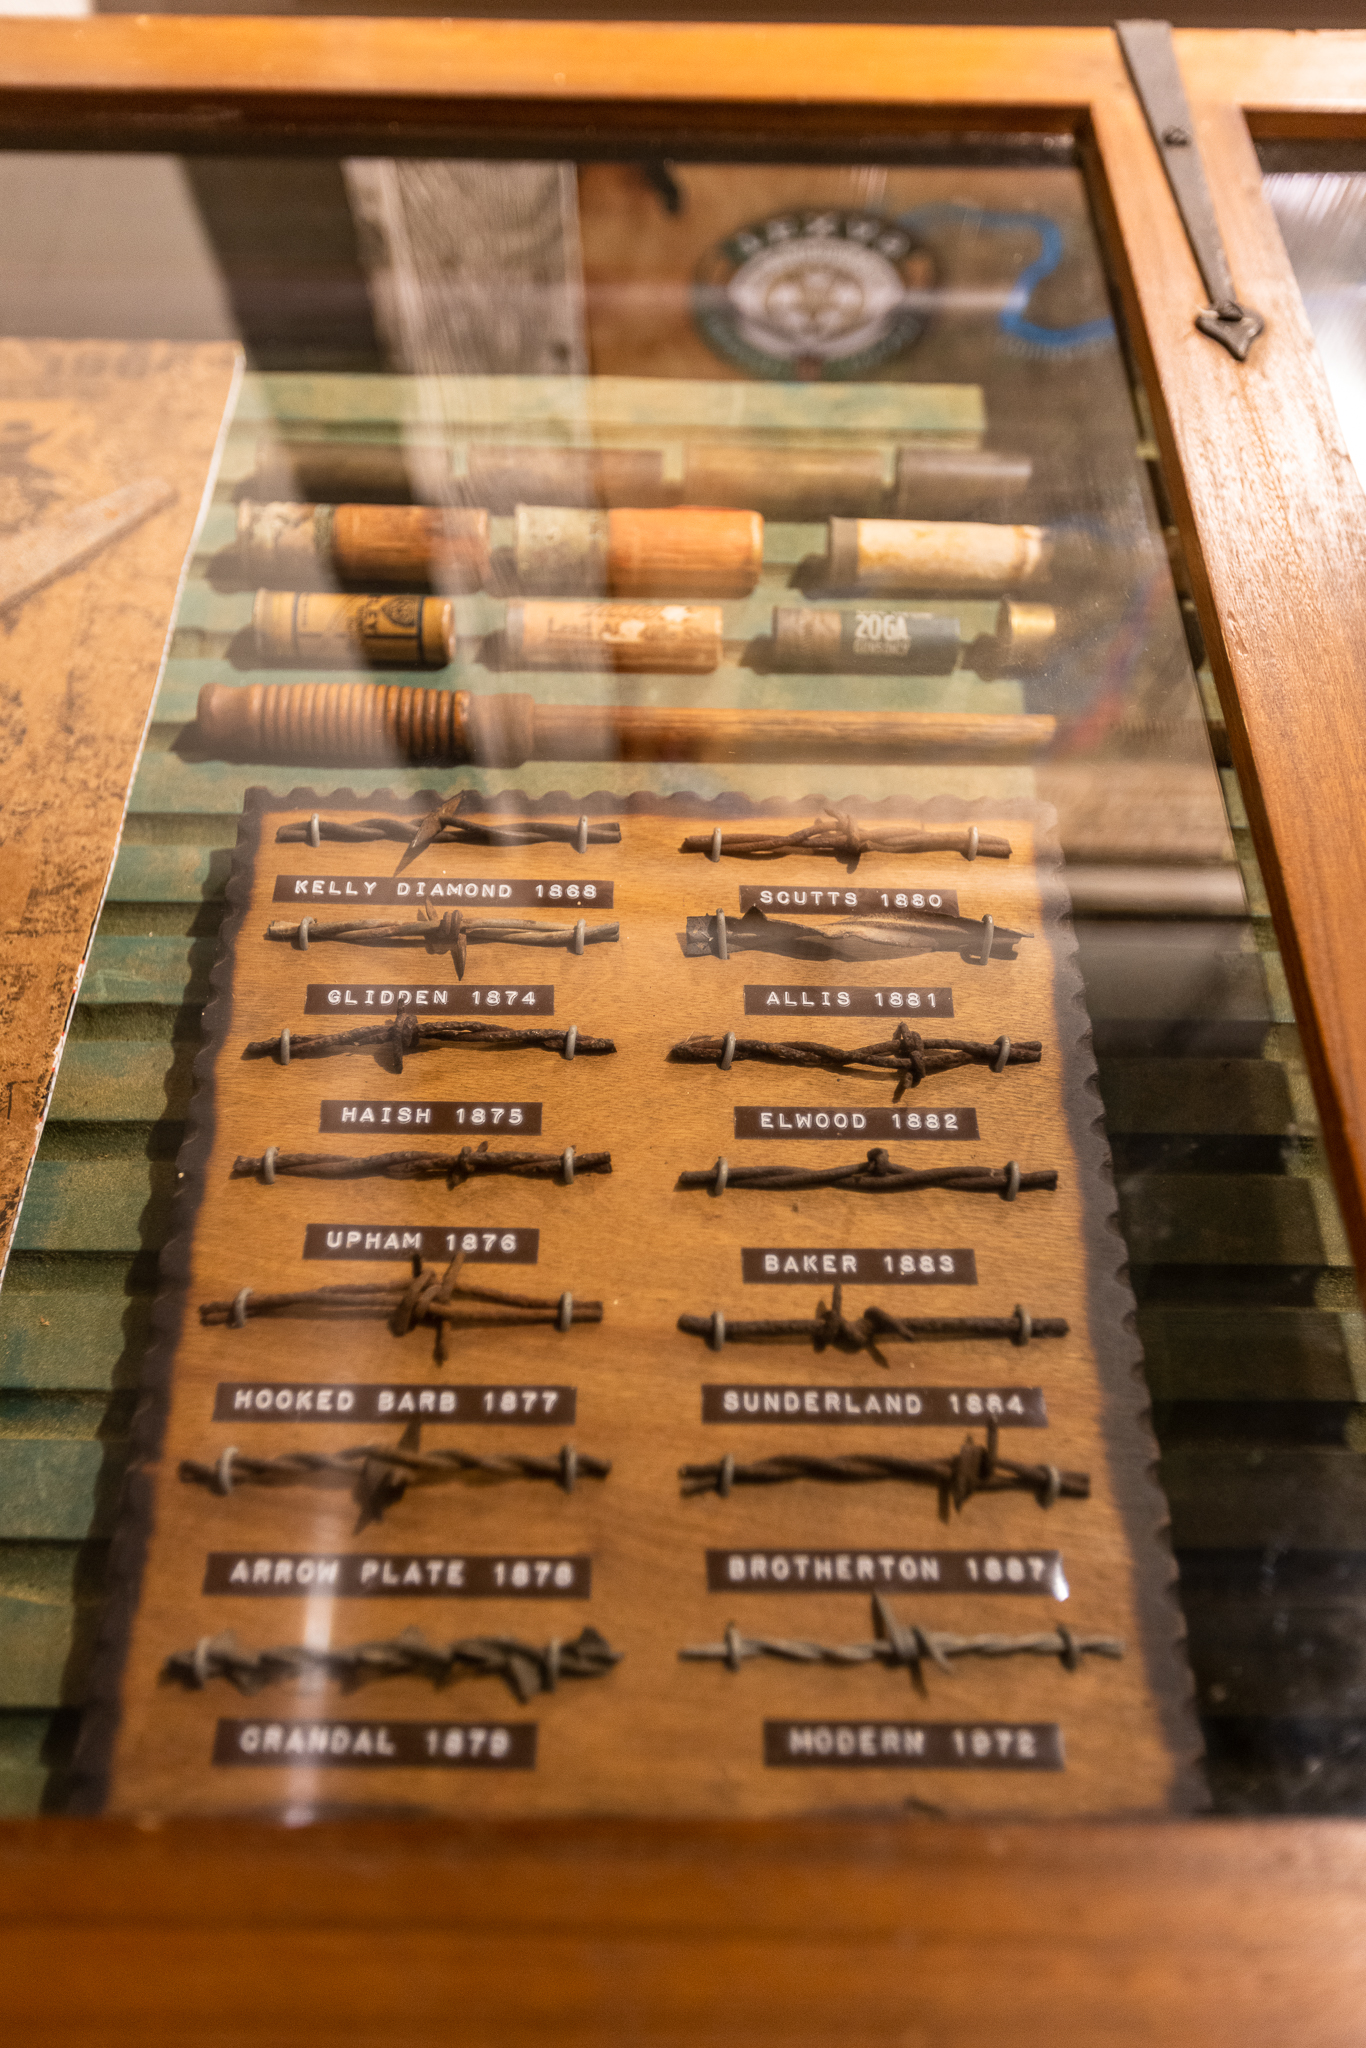 20GA
KELLY DIAMOND 1868
SCUTTS 1880
GLIDDEN 1874
ALLIS 1881
HAISH 1875
ELWOOD 1882
UPHAM 1876
BAKER 1883
HOOKED BARB 1877
SUNDERLAND 1884
ARROW PLATE 1878
BROTHERTON 1887
CRANDAL 1879
MODERN 1972